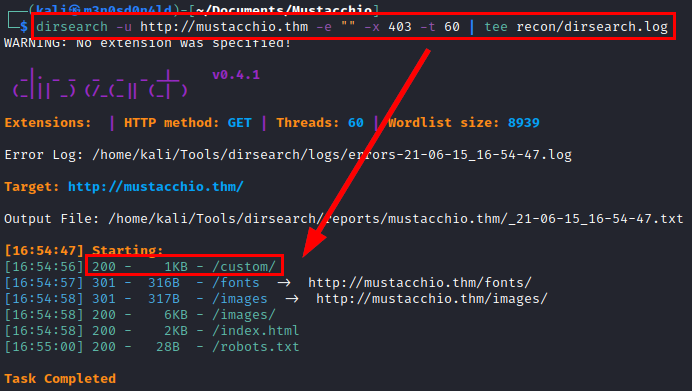 (kali㉿m3n0sd0n4ld)-[~/Documents/Mustacchio]
$ dirsearch -u http://mustacchio.thm -e "" -x 403 -t 60 | tee recon/dirsearch.log
WARNING: No extension was specified!
_|. _ _ _ _ _ _|_ v0.4.1
(_||| _) (/_(_|| (_| )
Extensions: | HTTP method: GET | Threads: 60 | Wordlist size: 8939
Error Log: /home/kali/Tools/dirsearch/logs/errors-21-06-15_16-54-47.log
Target: http://mustacchio.thm/
Output File: /home/kali/Tools/dirsearch/reports/mustacchio.thm/_21-06-15_16-54-47.txt
[16:54:47] Starting:
[16:54:56] 200 - 1KB - /custom/
[16:54:57] 301 - 316B - /fonts → http://mustacchio.thm/fonts/
[16:54:58] 301 - 317B - /images → http://mustacchio.thm/images/
[16:54:58] 200 - 6KB - /images/
[16:54:58] 200 - 2KB - /index.html
[16:55:00] 200 - 28B - /robots.txt
Task Completed